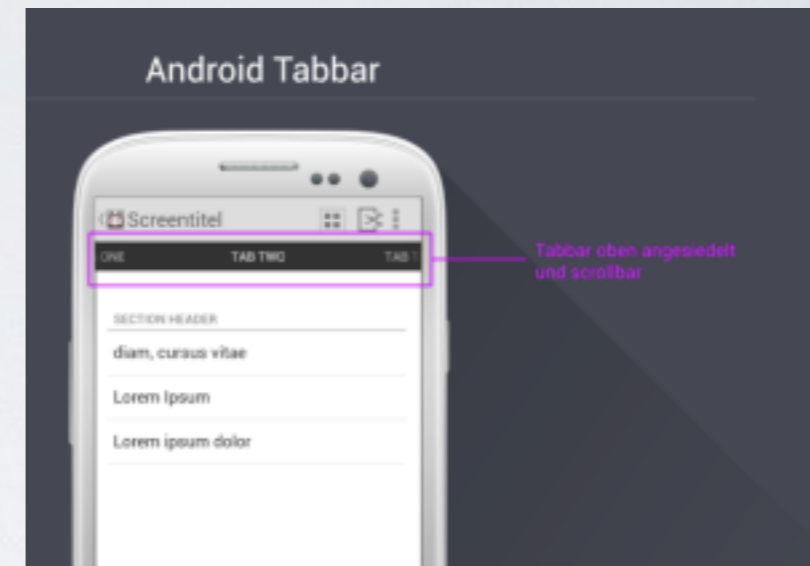 Android Tabbar
Screentitel
ONE TAB TWO TAB T
Tabbar oben angesiedelt
und scrollbar
SECTION HEADER
diam, cursus vitae
Lorem Ipsum
Lorem ipsum dolor